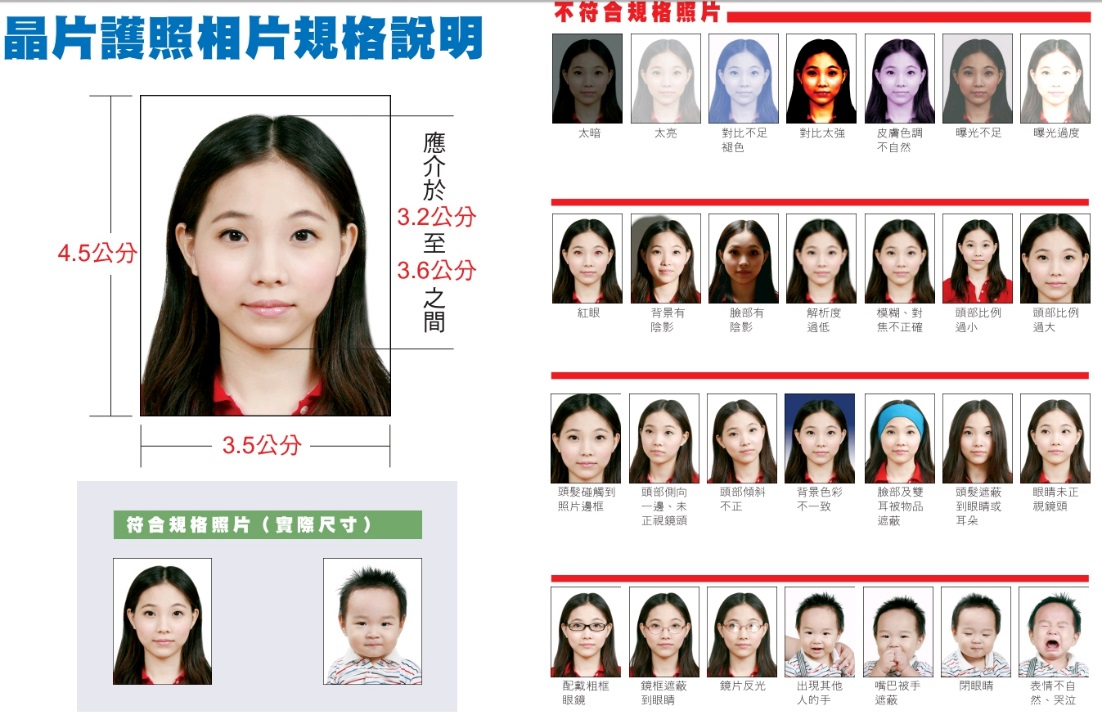 晶片護照相片規格說明
4.5公分
應介於
3.2公分
至
3.6公分
之間
3.5公分
符合規格照片(實際尺寸)
不符合規格照片
太暗
太亮
對比不足
褪色
對比太強
皮膚色調
不自然
曝光不足
曝光過度
紅眼
背景有
陰影
臉部有
陰影
解析度
過低
模糊、對
焦不正確
頭部比例
過小
頭部比例
過大
頭髮碰觸到
照片邊框
頭部側向
一邊、未
正視鏡頭
頭部傾斜
不正
背景色彩
不一致
臉部及雙
耳被物品
遮蔽
頭髮遮蔽
到眼睛或
耳朵
眼睛未正
視鏡頭
配戴粗框
眼鏡
鏡框遮蔽
到眼睛
鏡片反光
出現其他
人的手
嘴巴被手
遮蔽
閉眼睛
表情不自
然、哭泣